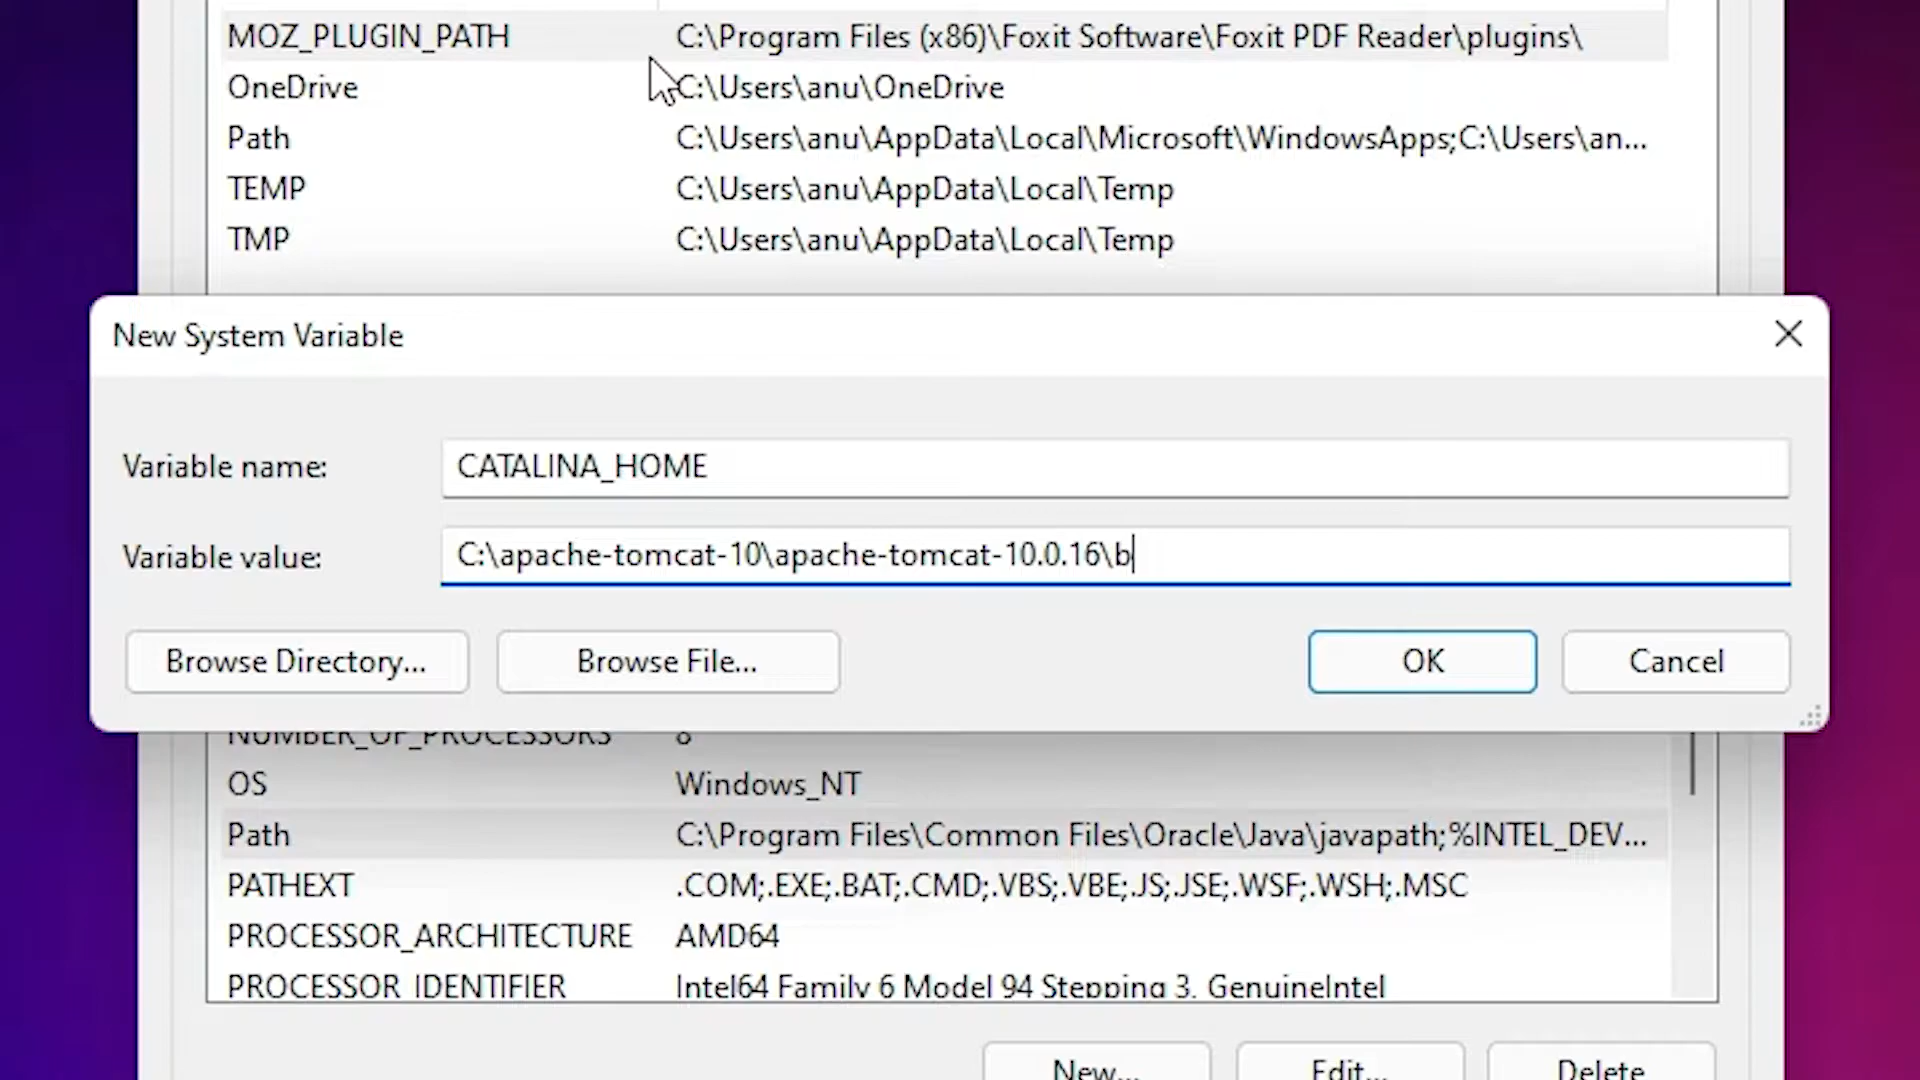 MOZ_PLUGIN_PATH C:\Program Files (x86)\Foxit Software\Foxit PDF Reader\plugins\
OneDrive C:\Users\anu\OneDrive
Path C:\Users\anu\AppData\Local\Microsoft\WindowsApps;C:\Users\an...
TEMP C:\Users\anu\AppData\Local\Temp
TMP C:\Users\anu\AppData\Local\Temp
New System Variable
Variable name: CATALINA_HOME
Variable value: C:\apache-tomcat-10\apache-tomcat-10.0.16\b
Browse Directory... Browse File... OK Cancel
NUMBER_OF_PROCESSORS 8
OS Windows_NT
Path C:\Program Files\Common Files\Oracle\Java\javapath;%INTEL_DEV...
PATHEXT .COM;.EXE;.BAT;.CMD;.VBS;.VBE;.JS;.JSE;.WSF;.WSH;.MSC
PROCESSOR_ARCHITECTURE AMD64
PROCESSOR_IDENTIFIER Intel64 Family 6 Model 94 Stepping 3, GenuineIntel
New... Edit... Delete